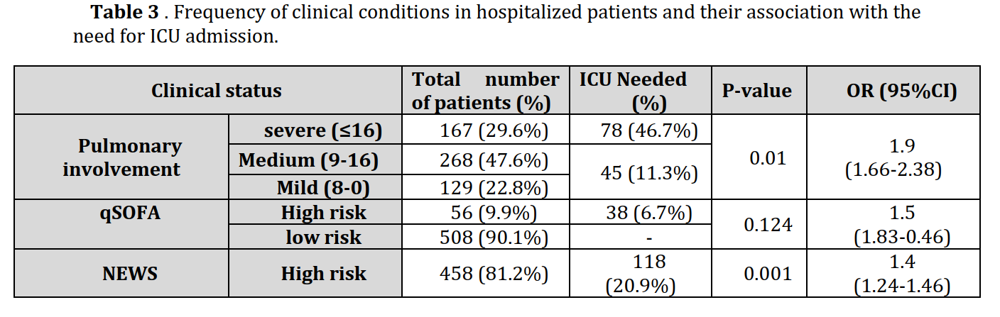 Table 3 . Frequency of clinical conditions in hospitalized patients and their association with the
need for ICU admission.
Clinical status
Total number
of patients (%)
ICU Needed
(%)
P-value
OR (95%CI)
Pulmonary
involvement
severe (≤16)
167 (29.6%)
78 (46.7%)
0.01
1.9
(1.66-2.38)
Medium (9-16)
268 (47.6%)
45 (11.3%)
Mild (8-0)
129 (22.8%)
qSOFA
High risk
56 (9.9%)
38 (6.7%)
0.124
1.5
(1.83-0.46)
low risk
508 (90.1%)
-
NEWS
High risk
458 (81.2%)
118
(20.9%)
0.001
1.4
(1.24-1.46)